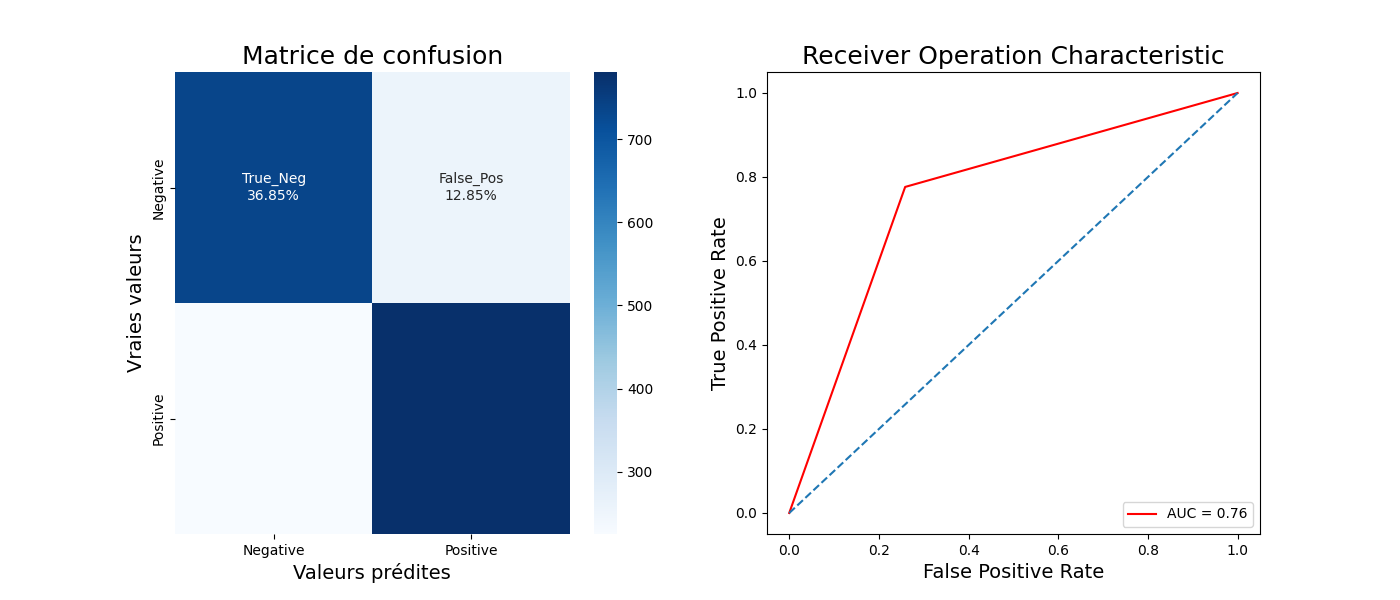 Matrice de confusion
Vraies valeurs
Negative
Positive
True_Neg
36.85%
False_Pos
12.85%
Negative
Positive
Valeurs prédites
700
600
500
400
300
Receiver Operation Characteristic
True Positive Rate
1.0
0.8
0.6
0.4
0.2
0.0
0.0 0.2 0.4 0.6 0.8 1.0
False Positive Rate
AUC = 0.76